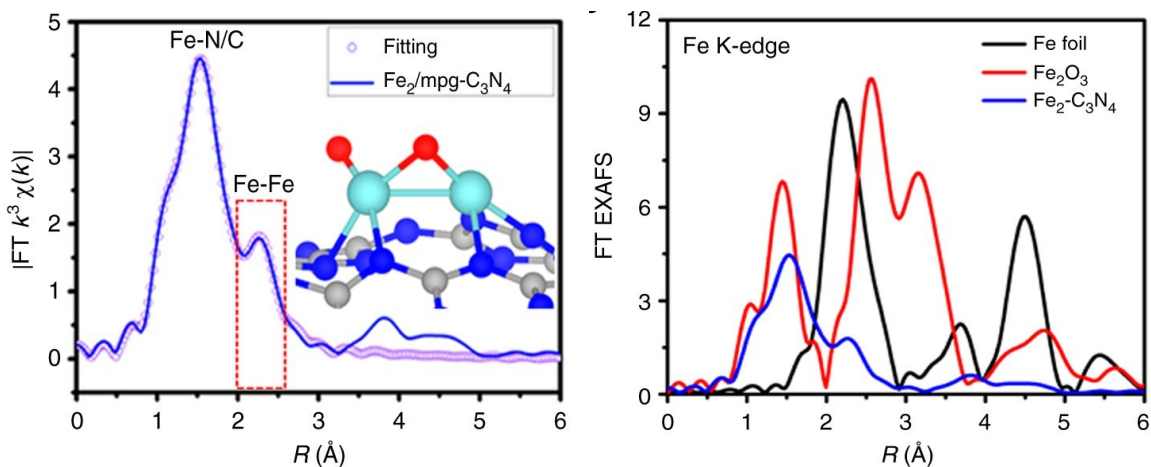 Fe-N/C
Fitting
Fe₂/mpg-C₃N₄
Fe-Fe
|FT k³ χ(k)|
5
4
3
2
1
0
0 1 2 3 4 5 6
R (Å)
Fe K-edge
Fe foil
Fe₂O₃
Fe₂-C₃N₄
FT EXAFS
12
9
6
3
0
0 1 2 3 4 5 6
R (Å)